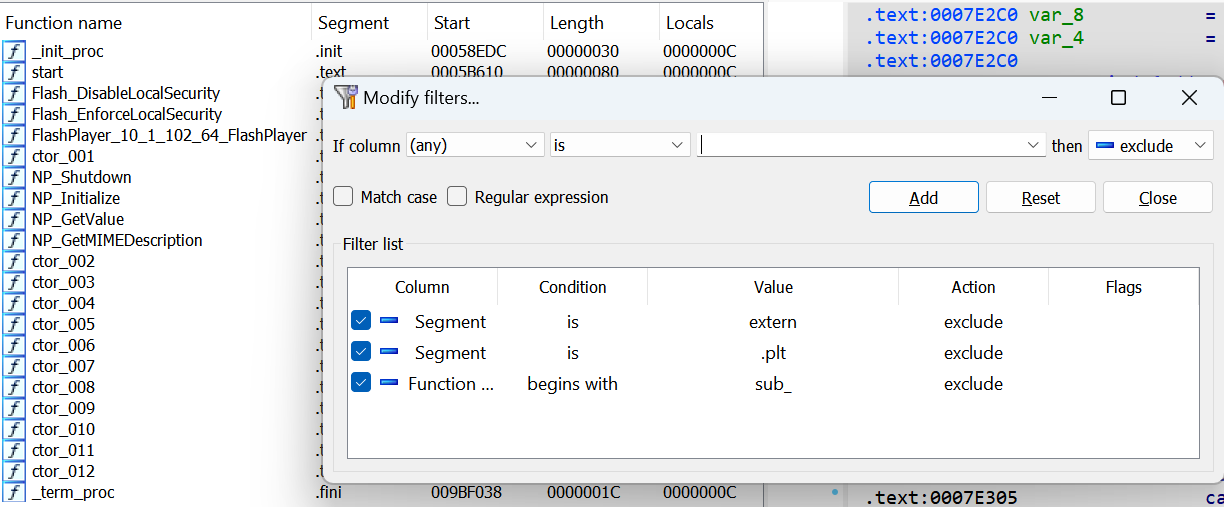 Function name Segment Start Length Locals
_init_proc .init 00058EDC 00000030 0000000C
start .text 0005B610 00000080 0000000C
Flash_DisableLocalSecurity
Flash_EnforceLocalSecurity
FlashPlayer_10_1_102_64_FlashPlayer
ctor_001
NP_Shutdown
NP_Initialize
NP_GetValue
NP_GetMIMEDescription
ctor_002
ctor_003
ctor_004
ctor_005
ctor_006
ctor_007
ctor_008
ctor_009
ctor_010
ctor_011
ctor_012
_term_proc .fini 009BF038 0000001C 0000000C
.text:0007E2C0 var_8 =
.text:0007E2C0 var_4 =
.text:0007E2C0
Modify filters...
If column (any) is then exclude
Match case Regular expression Add Reset Close
Filter list
Column Condition Value Action Flags
Segment is extern exclude
Segment is .plt exclude
Function ... begins with sub_ exclude
.text:0007E305 ca